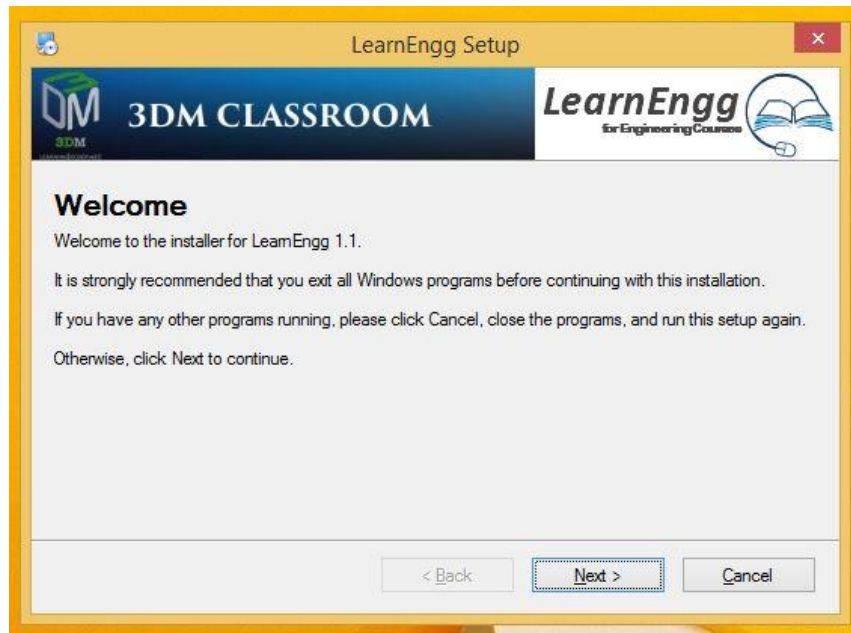 LearnEngg Setup
3DM CLASSROOM
3DM
LearnEngg
for Engineering Courses
Welcome
Welcome to the installer for LearnEngg 1.1.
It is strongly recommended that you exit all Windows programs before continuing with this installation.
If you have any other programs running, please click Cancel, close the programs, and run this setup again.
Otherwise, click Next to continue.
< Back
Next >
Cancel